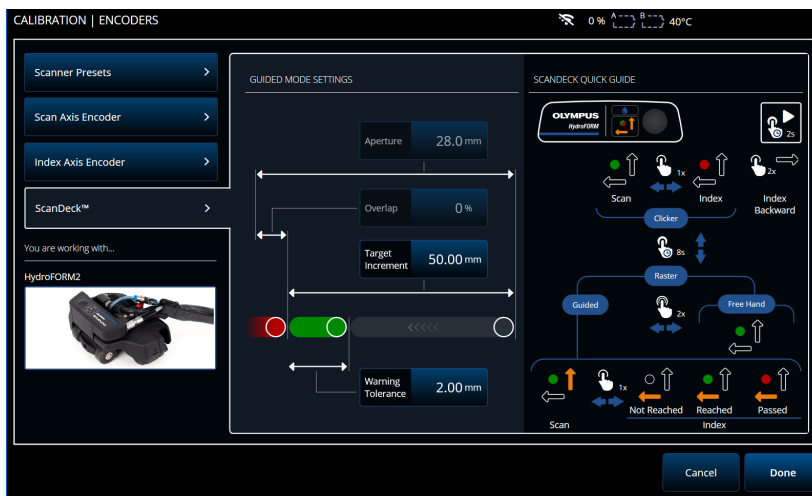 CALIBRATION | ENCODERS
0 % A B 40°C
Scanner Presets
Scan Axis Encoder
Index Axis Encoder
ScanDeck™
You are working with...
HydroFORM2
GUIDED MODE SETTINGS
Aperture 28.0 mm
Overlap 0 %
Target
Increment 50.00 mm
Warning
Tolerance 2.00 mm
SCANDECK QUICK GUIDE
OLYMPUS
HydroFORM
2s
1x
2x
Scan
Index
Index
Backward
Clicker
8s
Raster
Guided
2x
Free Hand
1x
Not Reached
Reached
Passed
Scan
Index
Cancel
Done